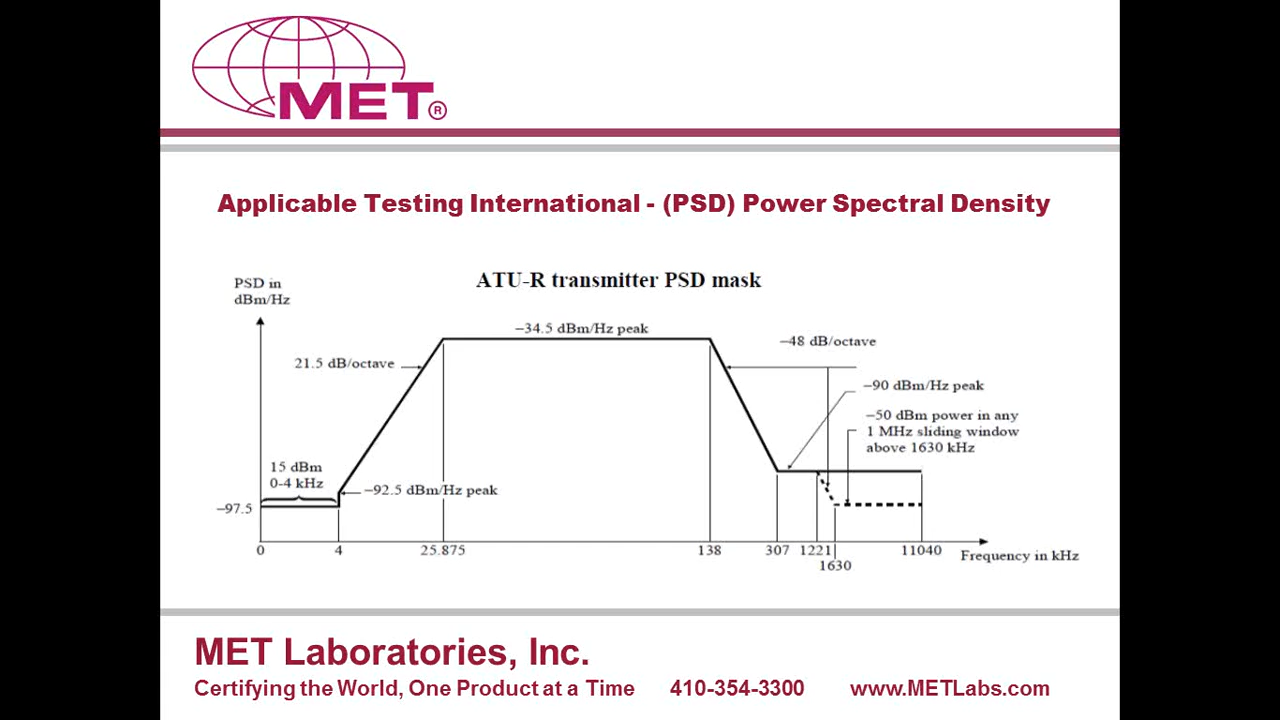 MET®
Applicable Testing International - (PSD) Power Spectral Density
ATU-R transmitter PSD mask
PSD in
dBm/Hz
−34.5 dBm/Hz peak
−48 dB/octave
21.5 dB/octave
−90 dBm/Hz peak
−50 dBm power in any
1 MHz sliding window
above 1630 kHz
15 dBm
0-4 kHz
−92.5 dBm/Hz peak
−97.5
0 4 25.875 138 307 1221 11040
1630
Frequency in kHz
MET Laboratories, Inc.
Certifying the World, One Product at a Time 410-354-3300 www.METLabs.com